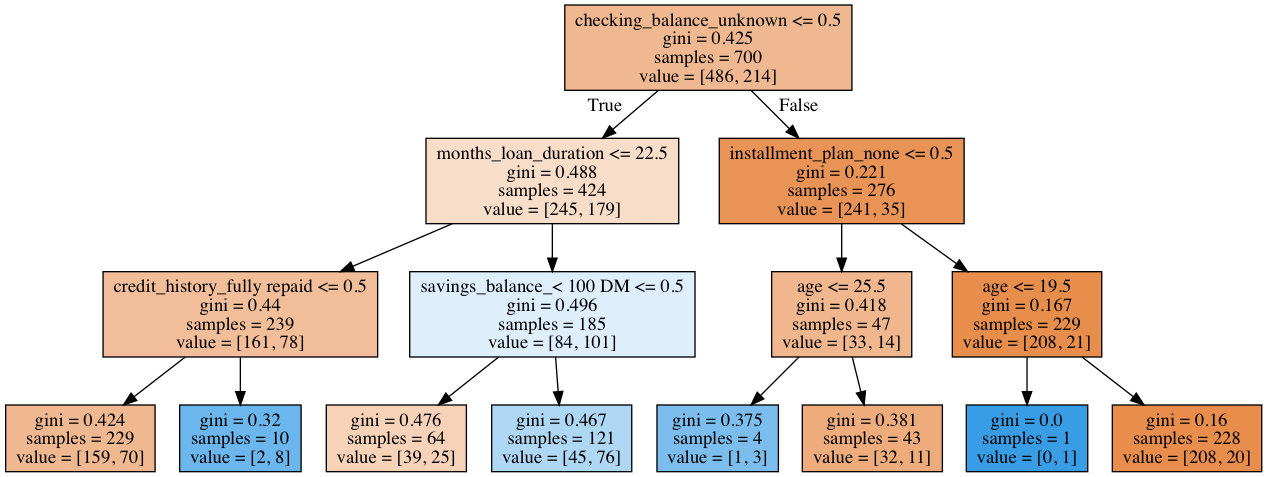 checking_balance_unknown <= 0.5
gini = 0.425
samples = 700
value = [486, 214]
True
False
months_loan_duration <= 22.5
gini = 0.488
samples = 424
value = [245, 179]
installment_plan_none <= 0.5
gini = 0.221
samples = 276
value = [241, 35]
credit_history_fully repaid <= 0.5
gini = 0.44
samples = 239
value = [161, 78]
savings_balance_< 100 DM <= 0.5
gini = 0.496
samples = 185
value = [84, 101]
age <= 25.5
gini = 0.418
samples = 47
value = [33, 14]
age <= 19.5
gini = 0.167
samples = 229
value = [208, 21]
gini = 0.424
samples = 229
value = [159, 70]
gini = 0.32
samples = 10
value = [2, 8]
gini = 0.476
samples = 64
value = [39, 25]
gini = 0.467
samples = 121
value = [45, 76]
gini = 0.375
samples = 4
value = [1, 3]
gini = 0.381
samples = 43
value = [32, 11]
gini = 0.0
samples = 1
value = [0, 1]
gini = 0.16
samples = 228
value = [208, 20]